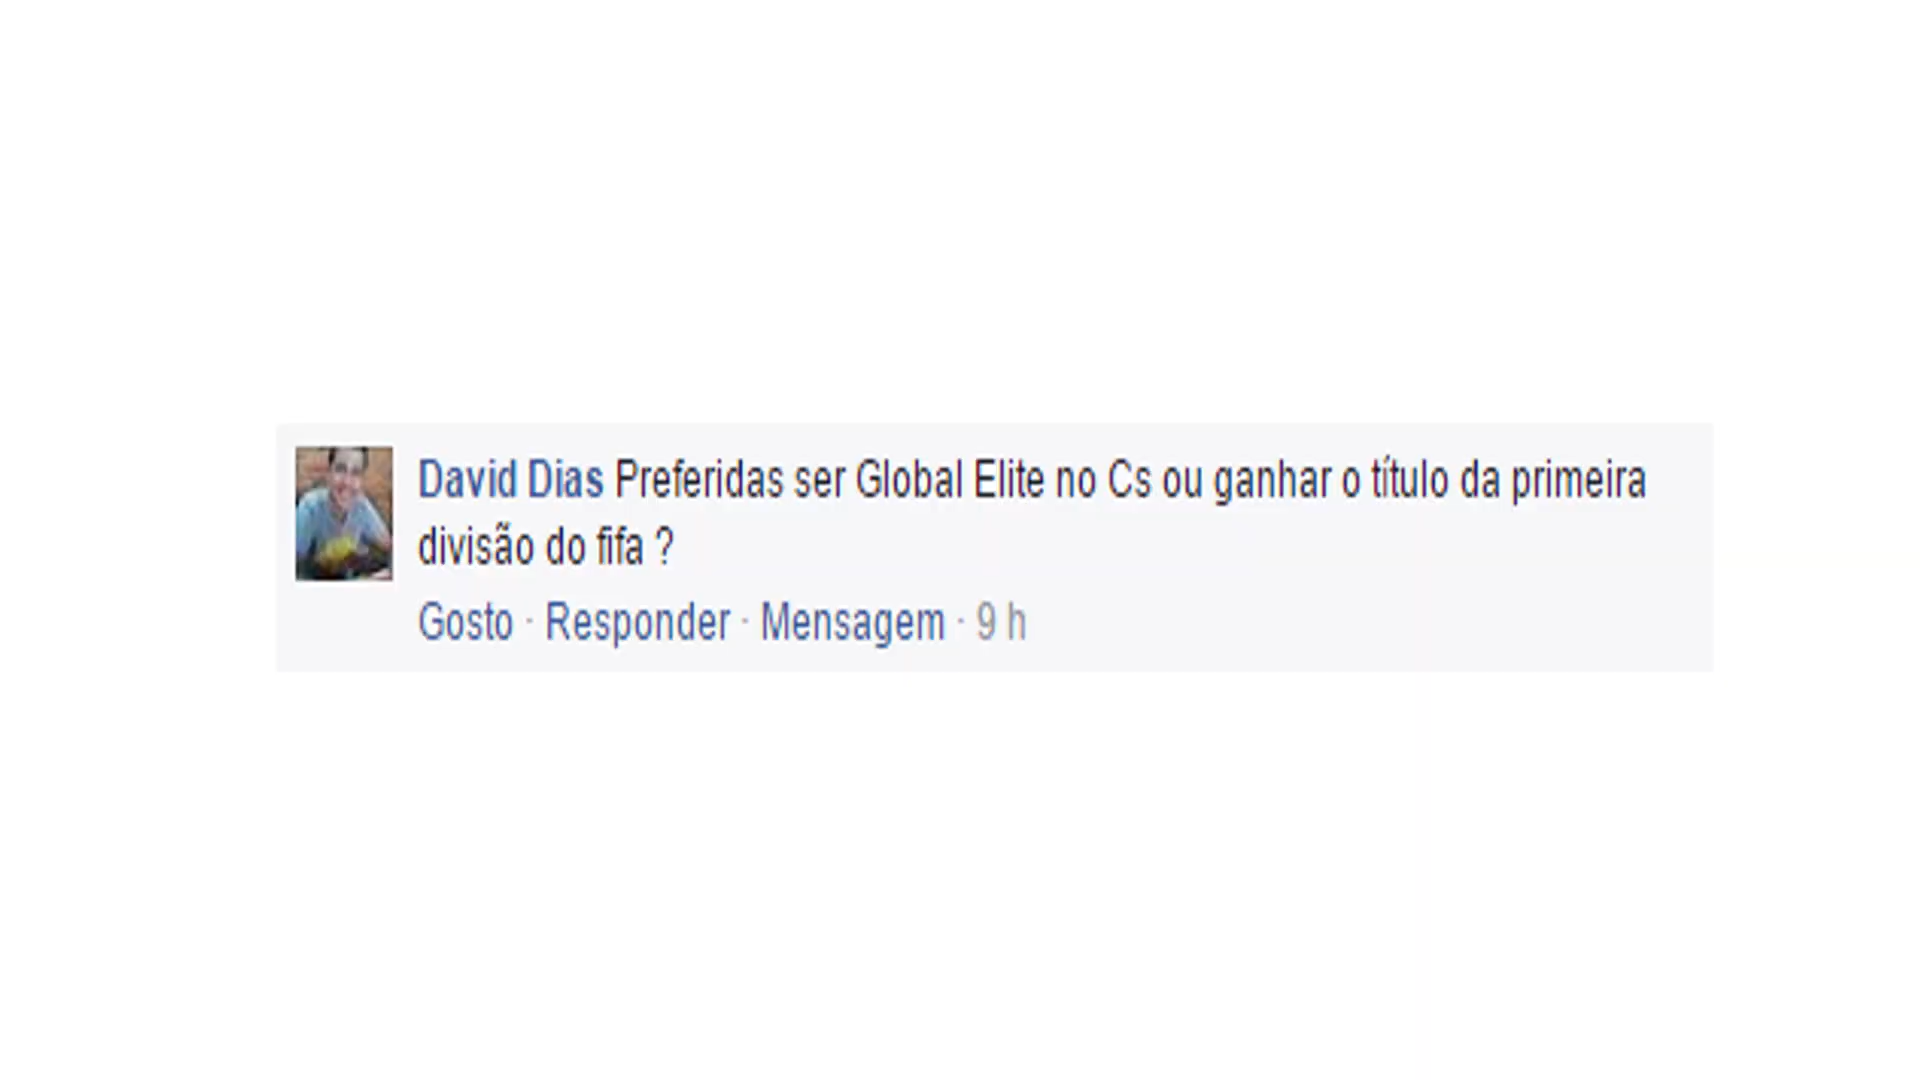 David Dias Preferidas ser Global Elite no Cs ou ganhar o título da primeira
divisão do fifa ?
Gosto · Responder · Mensagem · 9 h